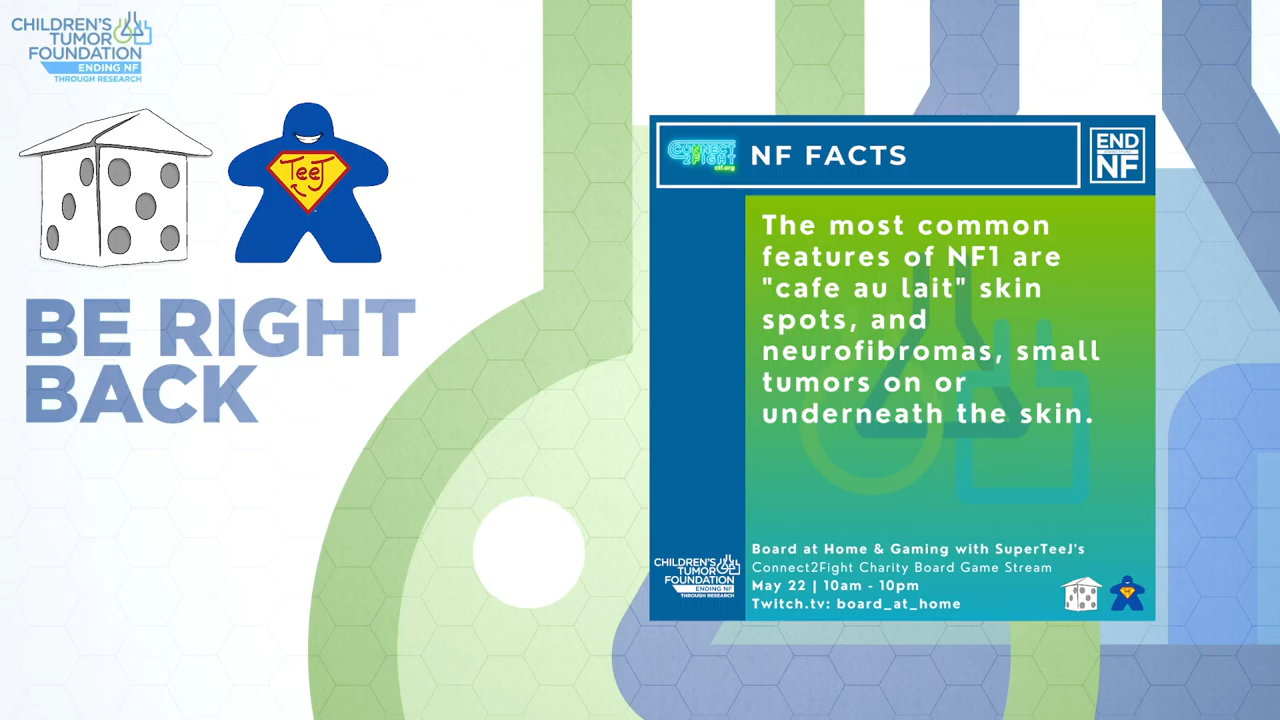 CHILDREN'S
TUMOR
FOUNDATION
ENDING NF
THROUGH RESEARCH
TeeJ
BE RIGHT
BACK
CONNECT
2FIGHT
ctf.org
NF FACTS
END
NF
The most common
features of NF1 are
"cafe au lait" skin
spots, and
neurofibromas, small
tumors on or
underneath the skin.
CHILDREN'S
TUMOR
FOUNDATION
ENDING NF
THROUGH RESEARCH
Board at Home & Gaming with SuperTeeJ's
Connect2Fight Charity Board Game Stream
May 22 | 10am - 10pm
Twitch.tv: board_at_home